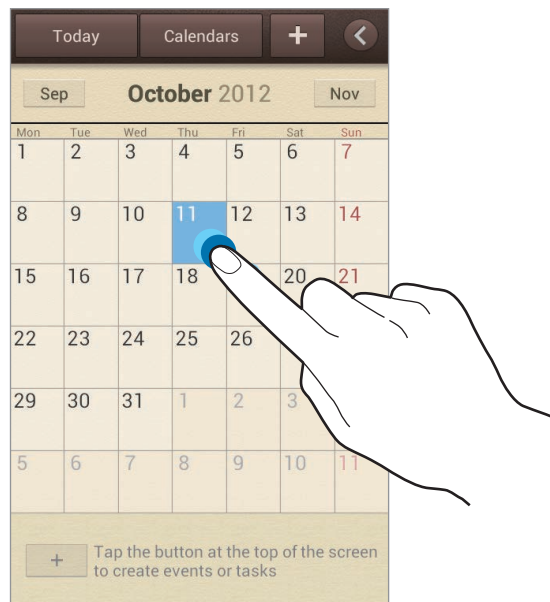 Today Calendars +
Sep October 2012 Nov
Mon Tue Wed Thu Fri Sat Sun
1 2 3 4 5 6 7
8 9 10 11 12 13 14
15 16 17 18 20 21
22 23 24 25 26
29 30 31 1 2 3
5 6 7 8 9 10 11
+ Tap the button at the top of the screen
to create events or tasks